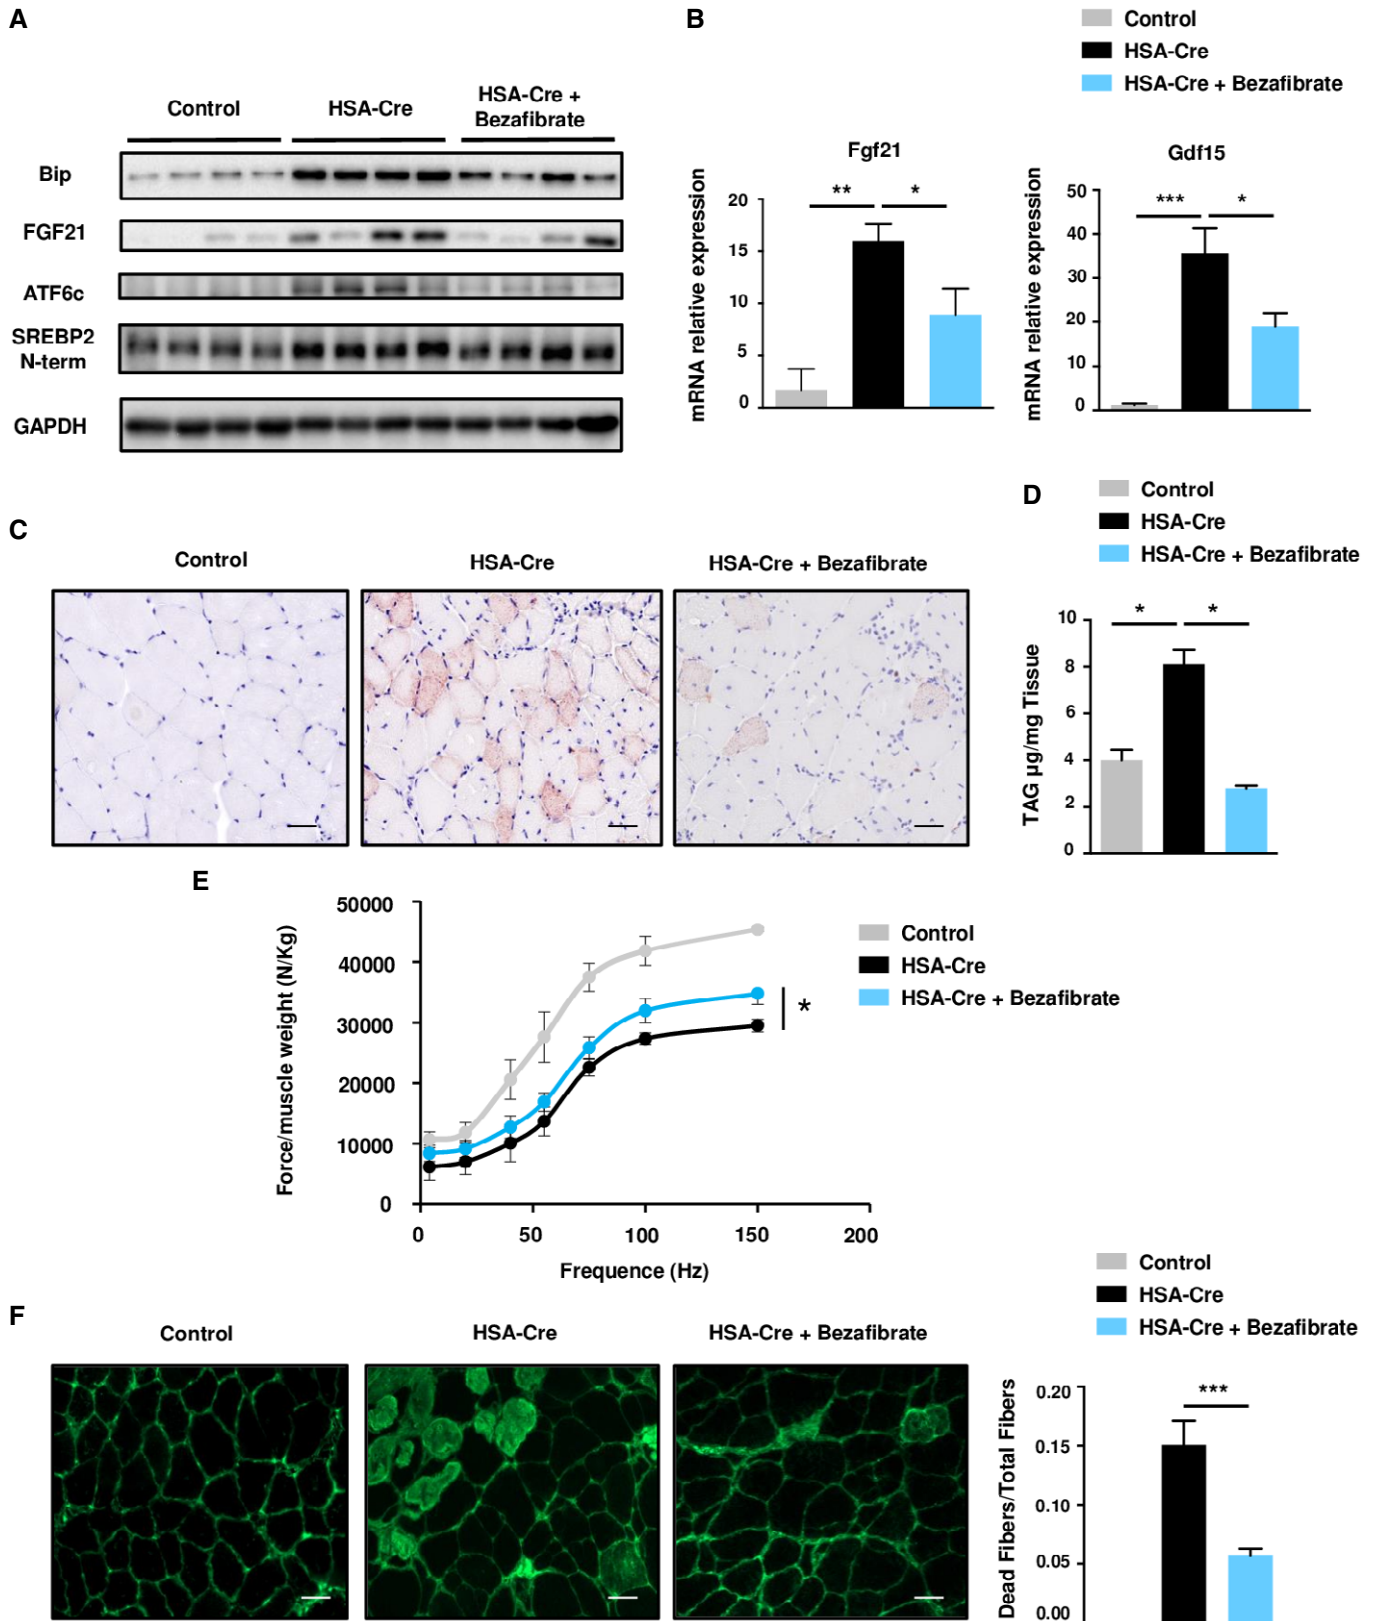 A
Control
HSA-Cre
HSA-Cre +
Bezafibrate
Bip
FGF21
ATF6c
SREBP2
N-term
GAPDH
B
Control
HSA-Cre
HSA-Cre + Bezafibrate
Fgf21
mRNA relative expression
20
15
10
5
0
**
*
Gdf15
mRNA relative expression
50
40
30
20
10
0
***
*
C
Control
HSA-Cre
HSA-Cre + Bezafibrate
D
Control
HSA-Cre
HSA-Cre + Bezafibrate
TAG µg/mg Tissue
10
8
6
4
2
0
*
*
E
Force/muscle weight (N/Kg)
50000
40000
30000
20000
10000
0
0
50
100
150
200
Frequence (Hz)
*
Control
HSA-Cre
HSA-Cre + Bezafibrate
F
Control
HSA-Cre
HSA-Cre + Bezafibrate
Control
HSA-Cre
HSA-Cre + Bezafibrate
Dead Fibers/Total Fibers
0.20
0.15
0.10
0.05
0.00
***